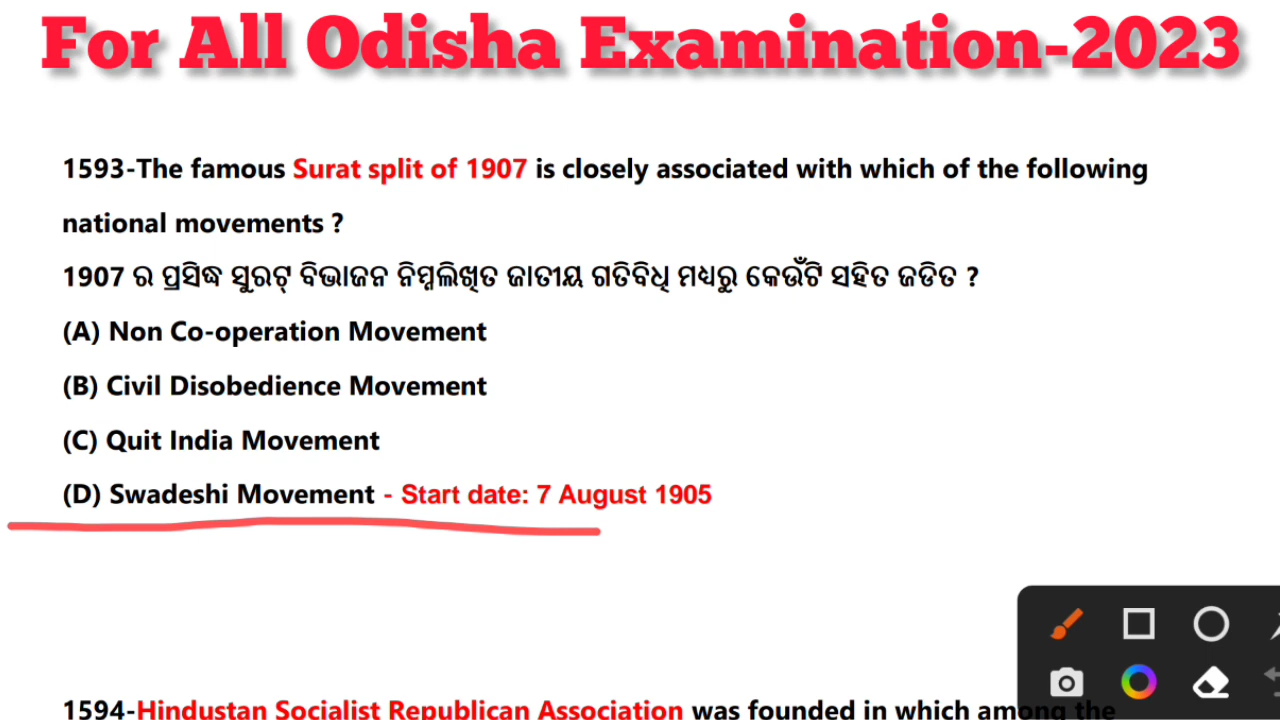 For All Odisha Examination-2023
1593-The famous Surat split of 1907 is closely associated with which of the following
national movements ?
1907 ର ପ୍ରସିଦ୍ଧ ସୁରଟ୍ ବିଭାଜନ ନିମ୍ନଲିଖିତ ଜାତୀୟ ଗତିବିଧି ମଧ୍ୟରୁ କେଉଁଟି ସହିତ ଜଡିତ ?
(A) Non Co-operation Movement
(B) Civil Disobedience Movement
(C) Quit India Movement
(D) Swadeshi Movement - Start date: 7 August 1905
1594-Hindustan Socialist Republican Association was founded in which among the